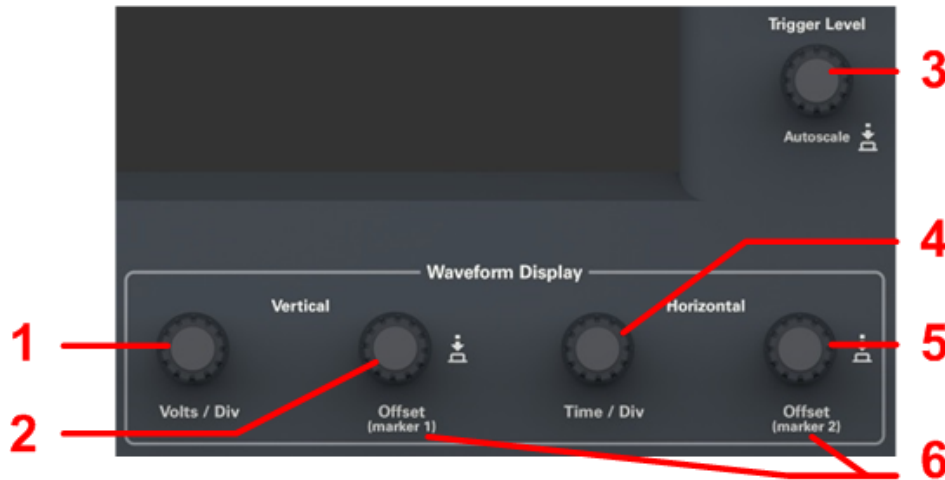 Trigger Level
3
Autoscale
4
Waveform Display
Vertical
Horizontal
1
5
Volts / Div
Offset
(marker 1)
Time / Div
Offset
(marker 2)
2
6